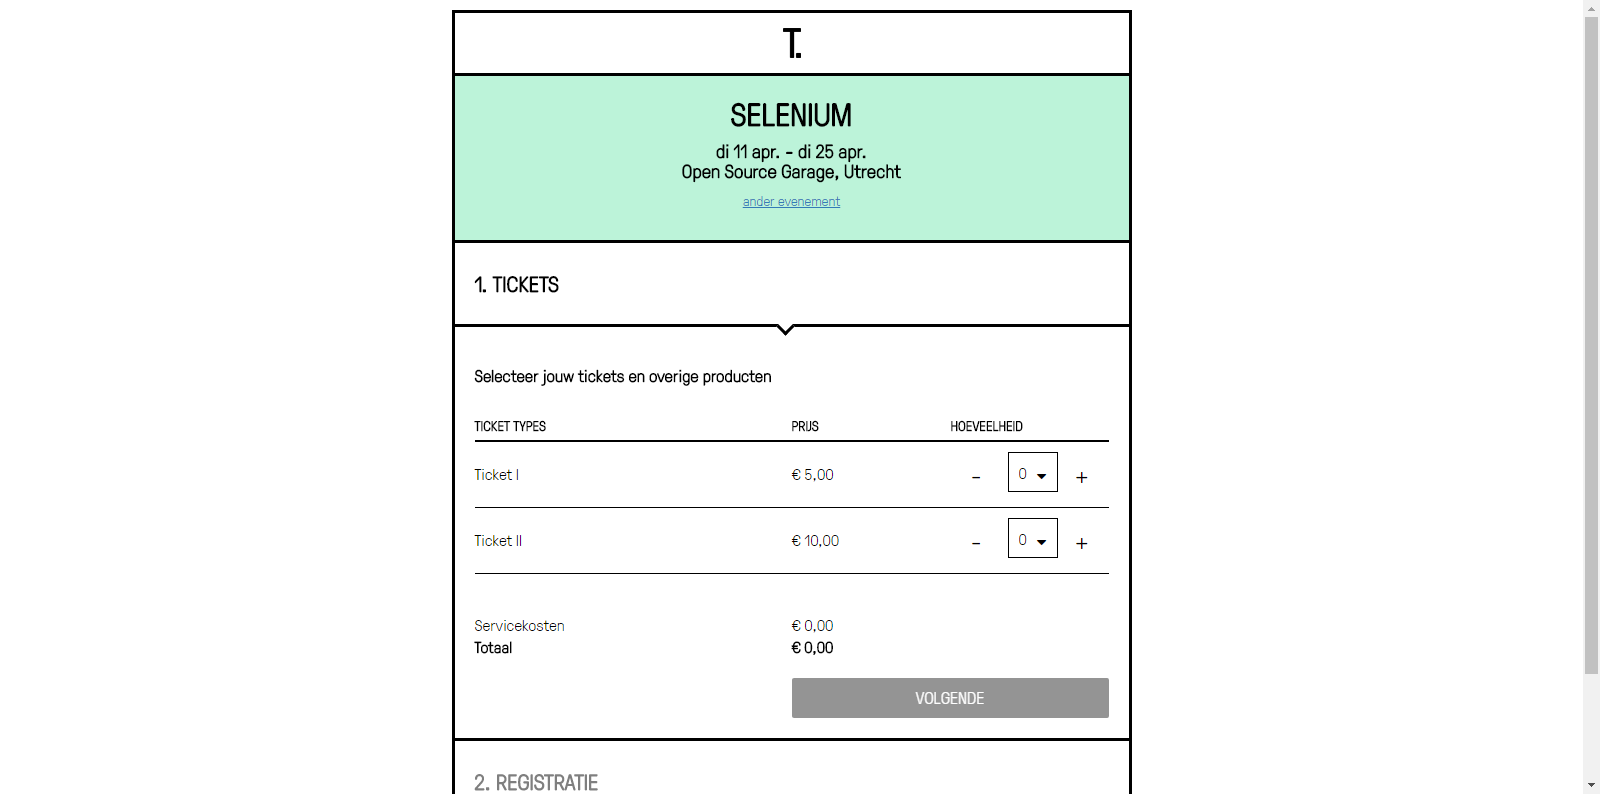 T.
SELENIUM
di 11 apr. - di 25 apr.
Open Source Garage, Utrecht
ander evenement
1. TICKETS
Selecteer jouw tickets en overige producten
TICKET TYPES PRIJS HOEVEELHEID
Ticket I € 5,00 - 0 +
Ticket II € 10,00 - 0 +
Servicekosten € 0,00
Totaal € 0,00
VOLGENDE
2. REGISTRATIE